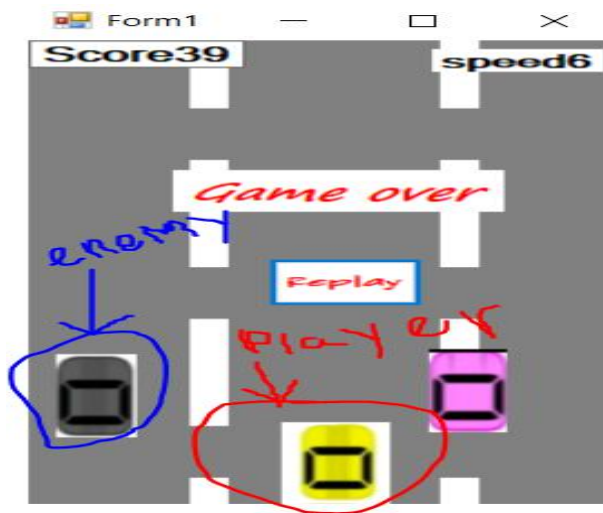 Form1
Score39
speed6
Game over
enemy
Replay
player